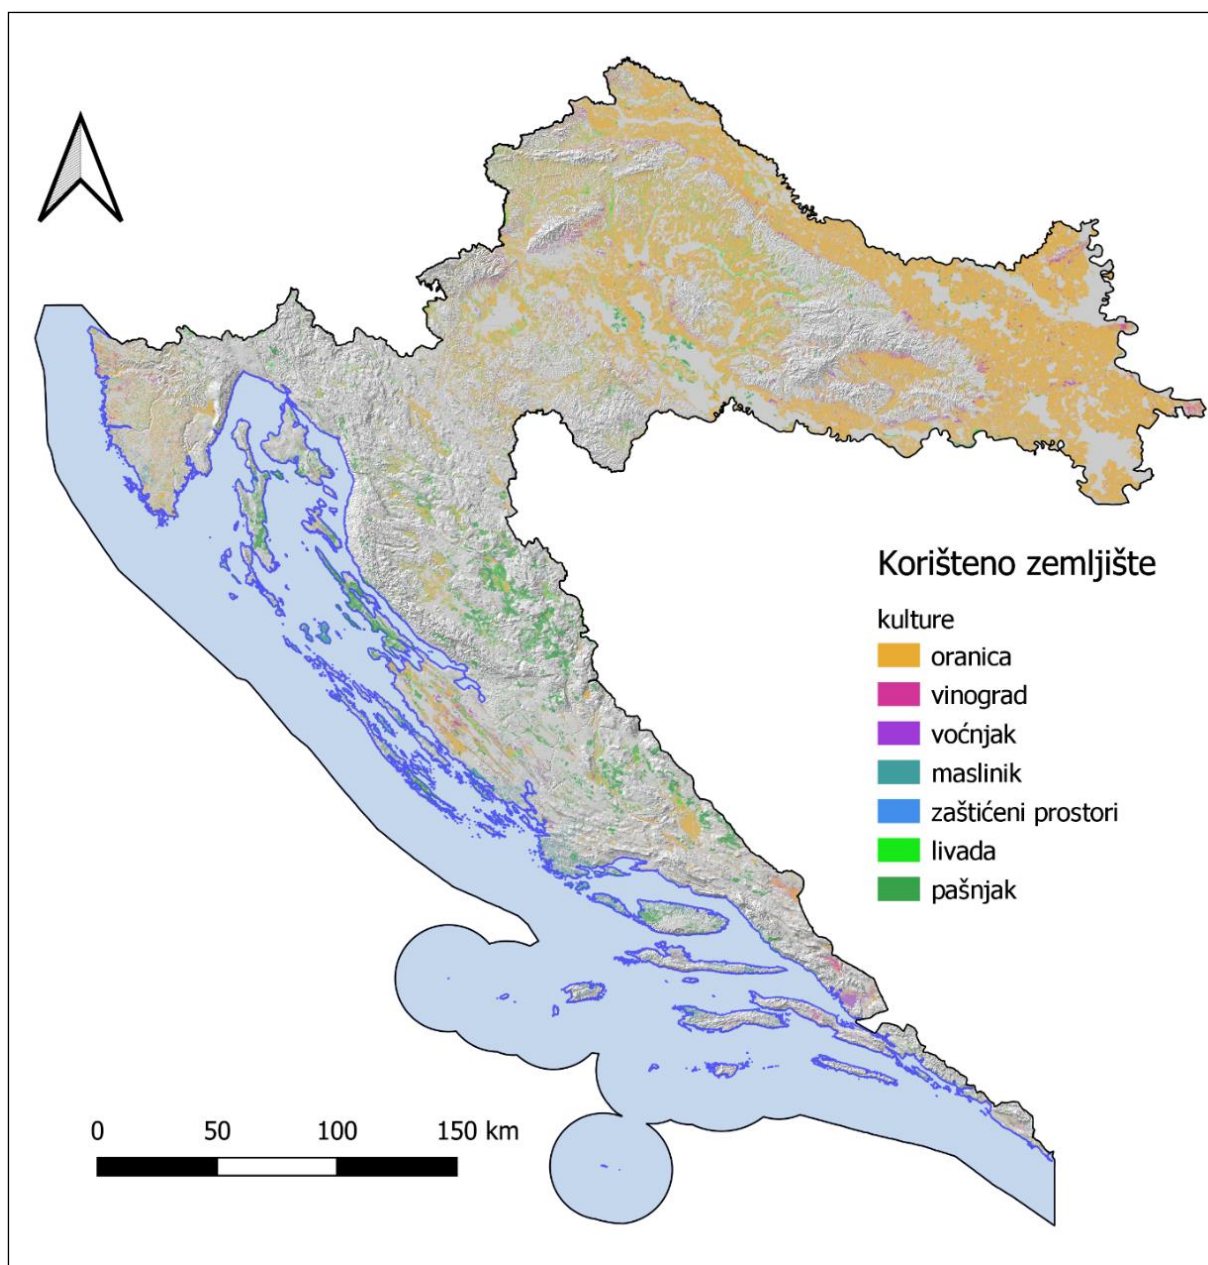 Korišteno zemljište
kulture
oranica
vinograd
voćnjak
maslinik
zaštićeni prostori
livada
pašnjak
0 50 100 150 km